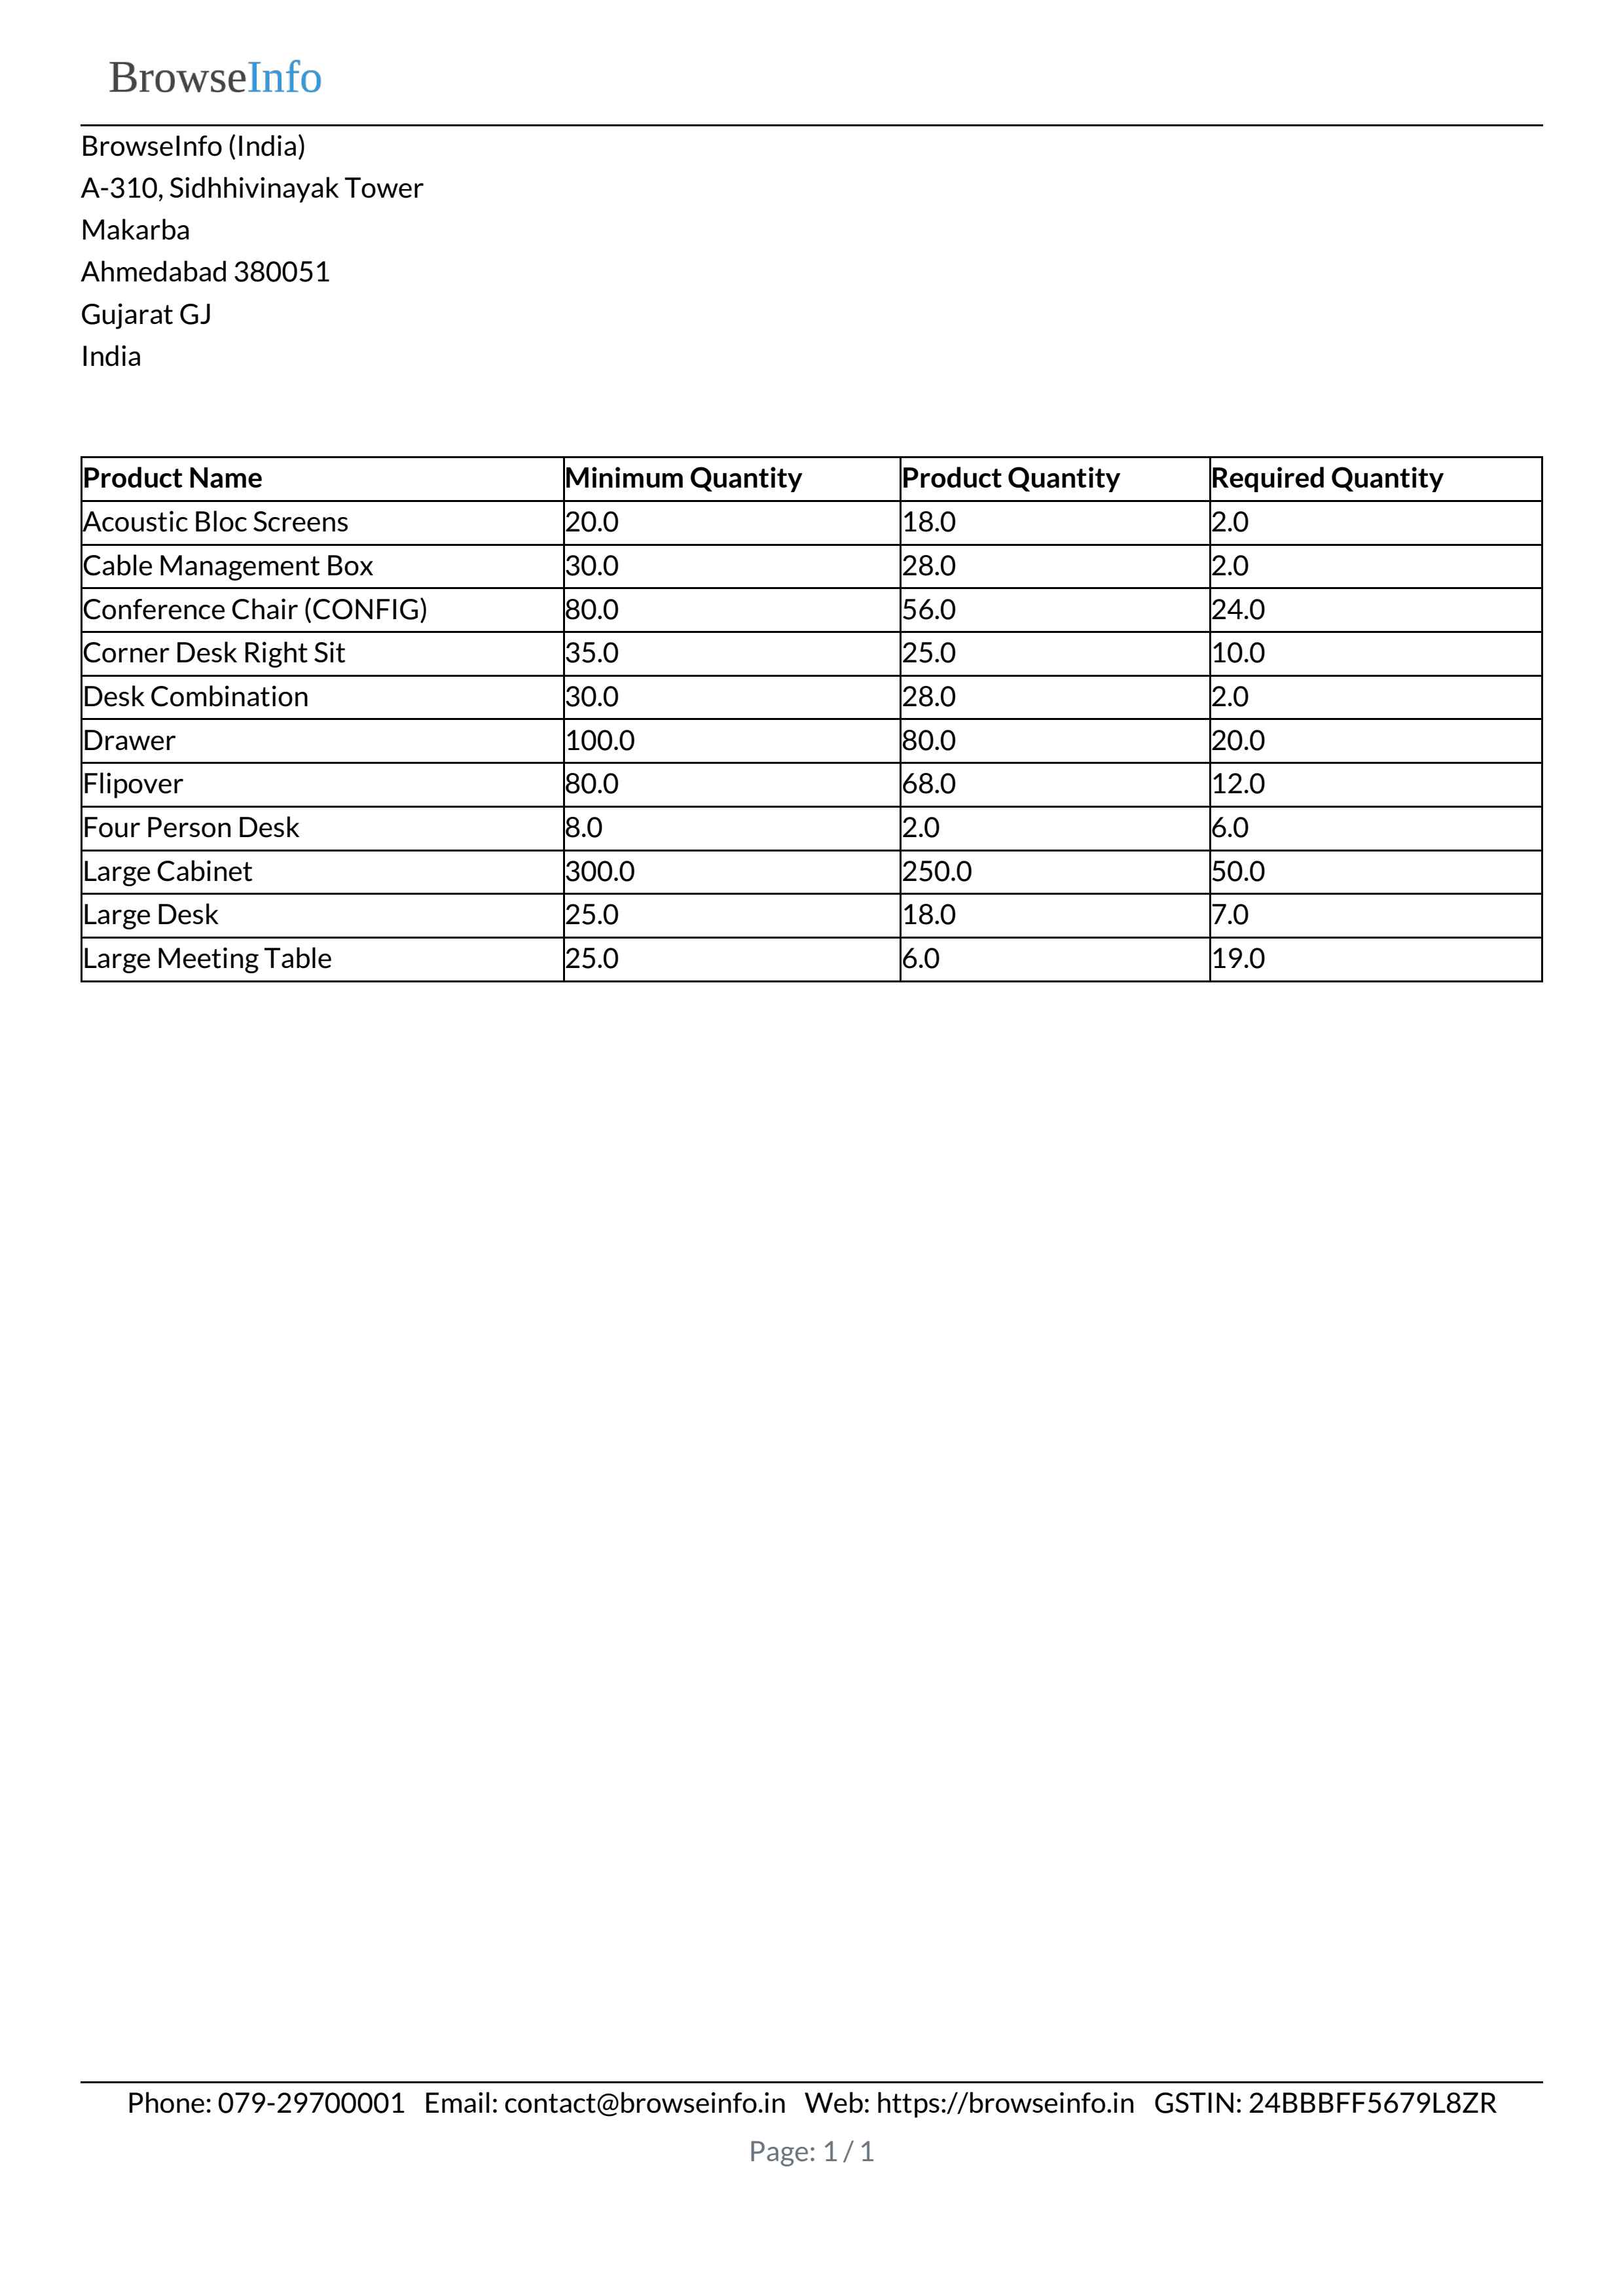 BrowseInfo
BrowseInfo (India)
A-310, Sidhhivinayak Tower
Makarba
Ahmedabad 380051
Gujarat GJ
India
Product Name Minimum Quantity Product Quantity Required Quantity
Acoustic Bloc Screens 20.0 18.0 2.0
Cable Management Box 30.0 28.0 2.0
Conference Chair (CONFIG) 80.0 56.0 24.0
Corner Desk Right Sit 35.0 25.0 10.0
Desk Combination 30.0 28.0 2.0
Drawer 100.0 80.0 20.0
Flipover 80.0 68.0 12.0
Four Person Desk 8.0 2.0 6.0
Large Cabinet 300.0 250.0 50.0
Large Desk 25.0 18.0 7.0
Large Meeting Table 25.0 6.0 19.0
Phone: 079-29700001 Email: contact@browseinfo.in Web: https://browseinfo.in GSTIN: 24BBBFF5679L8ZR
Page: 1 / 1